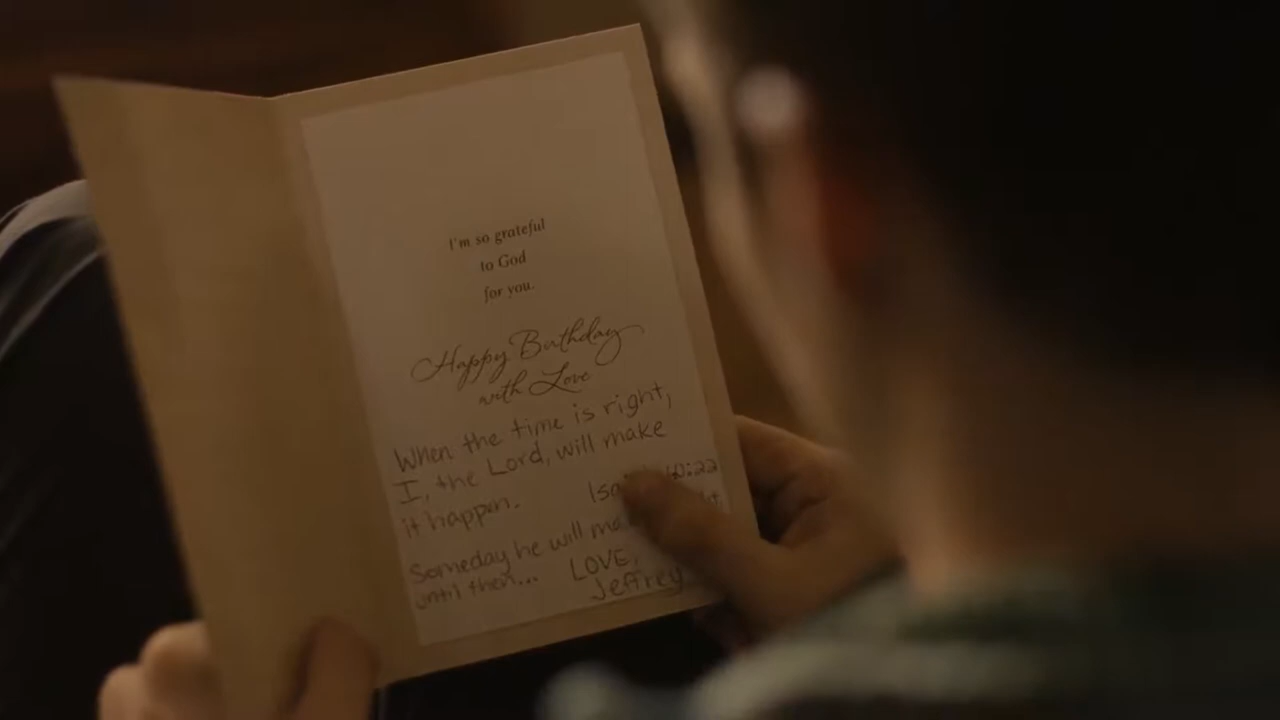 I'm so grateful
to God
for you.
Happy Birthday
with Love
When the time is right,
I, the Lord, will make
it happen.
:22
Someday he will
until then... LOVE,
Jeffrey